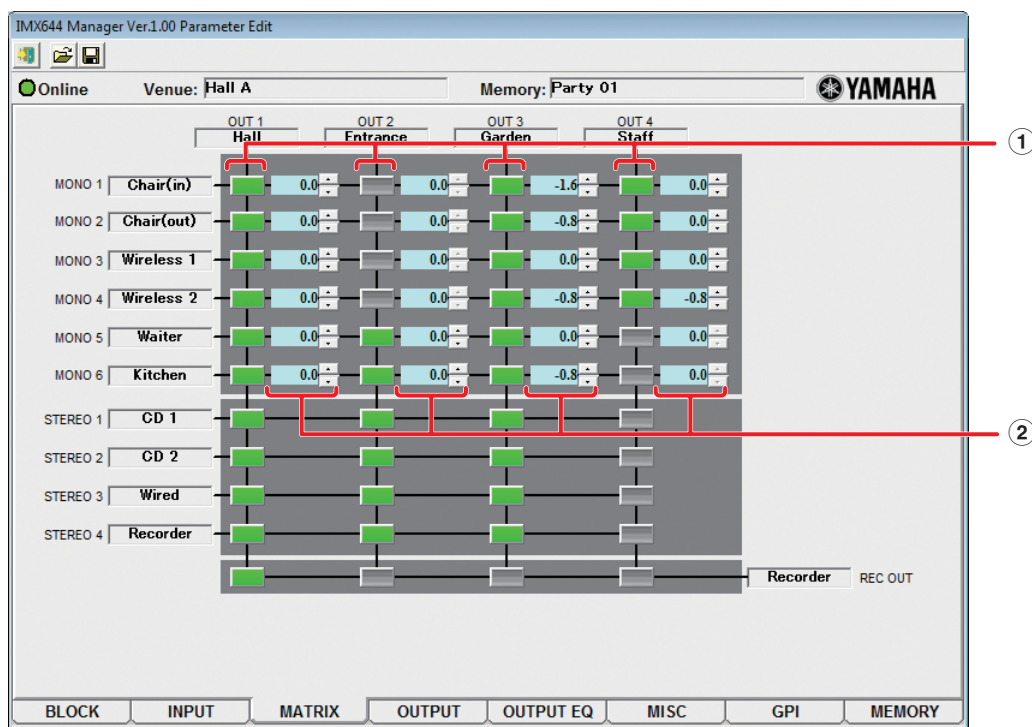 IMX644 Manager Ver.1.00 Parameter Edit
Online Venue: Hall A Memory: Party 01 YAMAHA
OUT 1 OUT 2 OUT 3 OUT 4
Hall Entrance Garden Staff
①
MONO 1 Chair(in) 0.0 0.0 -1.6 0.0
MONO 2 Chair(out) 0.0 0.0 -0.8 0.0
MONO 3 Wireless 1 0.0 0.0 0.0 0.0
MONO 4 Wireless 2 0.0 0.0 -0.8 -0.8
MONO 5 Waiter 0.0 0.0 0.0 0.0
MONO 6 Kitchen 0.0 0.0 -0.8 0.0
STEREO 1 CD 1
②
STEREO 2 CD 2
STEREO 3 Wired
STEREO 4 Recorder
Recorder REC OUT
BLOCK INPUT MATRIX OUTPUT OUTPUT EQ MISC GPI MEMORY